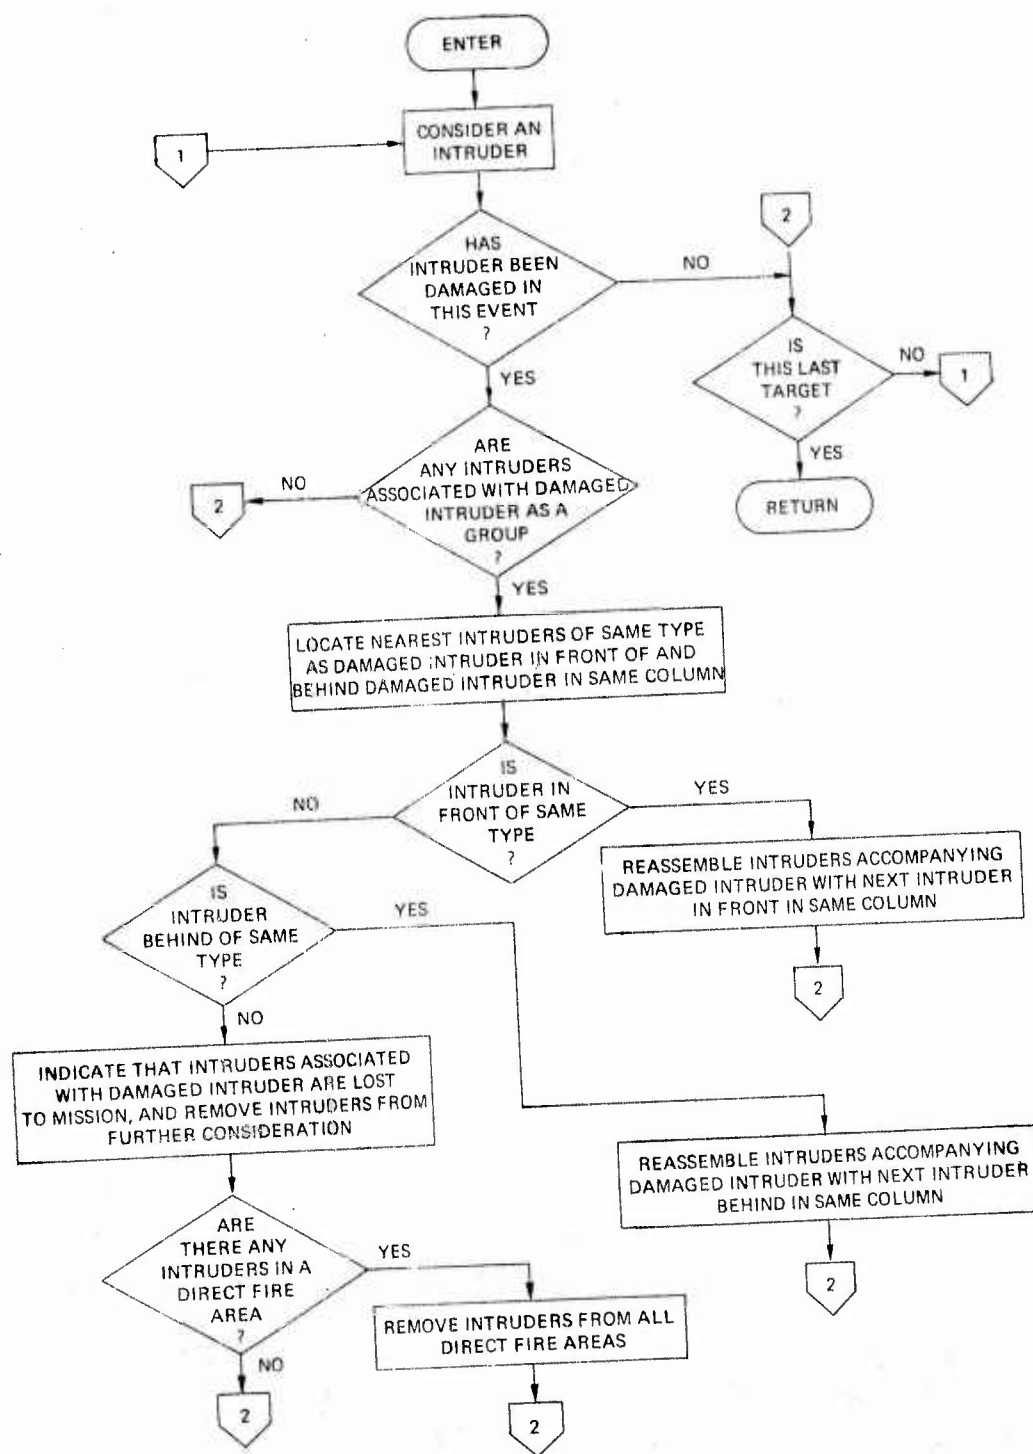 ENTER
CONSIDER AN
INTRUDER
1
2
HAS
INTRUDER BEEN
DAMAGED IN
THIS EVENT
?
NO
YES
IS
THIS LAST
TARGET
?
NO
1
YES
RETURN
ARE
ANY INTRUDERS
ASSOCIATED WITH DAMAGED
INTRUDER AS A
GROUP
?
NO
2
YES
LOCATE NEAREST INTRUDERS OF SAME TYPE
AS DAMAGED INTRUDER IN FRONT OF AND
BEHIND DAMAGED INTRUDER IN SAME COLUMN
IS
INTRUDER IN
FRONT OF SAME
TYPE
?
NO
YES
REASSEMBLE INTRUDERS ACCOMPANYING
DAMAGED INTRUDER WITH NEXT INTRUDER
IN FRONT IN SAME COLUMN
2
IS
INTRUDER
BEHIND OF SAME
TYPE
?
YES
NO
INDICATE THAT INTRUDERS ASSOCIATED
WITH DAMAGED INTRUDER ARE LOST
TO MISSION, AND REMOVE INTRUDERS FROM
FURTHER CONSIDERATION
REASSEMBLE INTRUDERS ACCOMPANYING
DAMAGED INTRUDER WITH NEXT INTRUDER
BEHIND IN SAME COLUMN
2
ARE
THERE ANY
INTRUDERS IN A
DIRECT FIRE
AREA
?
YES
NO
REMOVE INTRUDERS FROM ALL
DIRECT FIRE AREAS
2
2